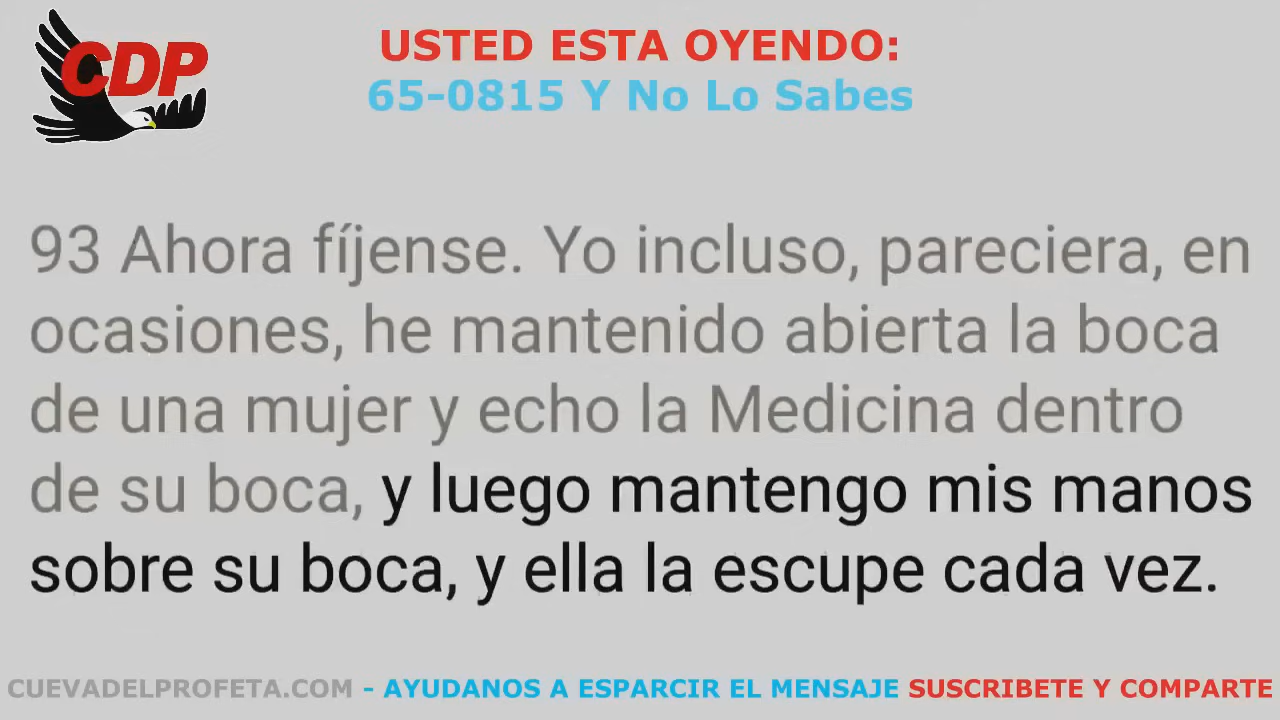 CDP
USTED ESTA OYENDO:
65-0815 Y No Lo Sabes
93 Ahora fíjense. Yo incluso, pareciera, en
ocasiones, he mantenido abierta la boca
de una mujer y echo la Medicina dentro
de su boca, y luego mantengo mis manos
sobre su boca, y ella la escupe cada vez.
CUEVADELPROFETA.COM - AYUDANOS A ESPARCIR EL MENSAJE SUSCRIBETE Y COMPARTE